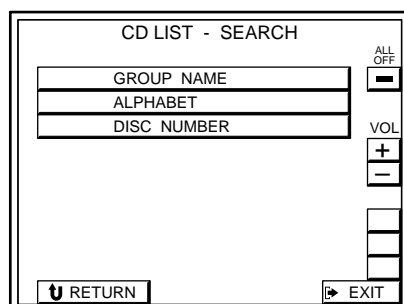 CD LIST - SEARCH
ALL
OFF
GROUP NAME
ALPHABET
DISC NUMBER
VOL
+
−
RETURN
EXIT